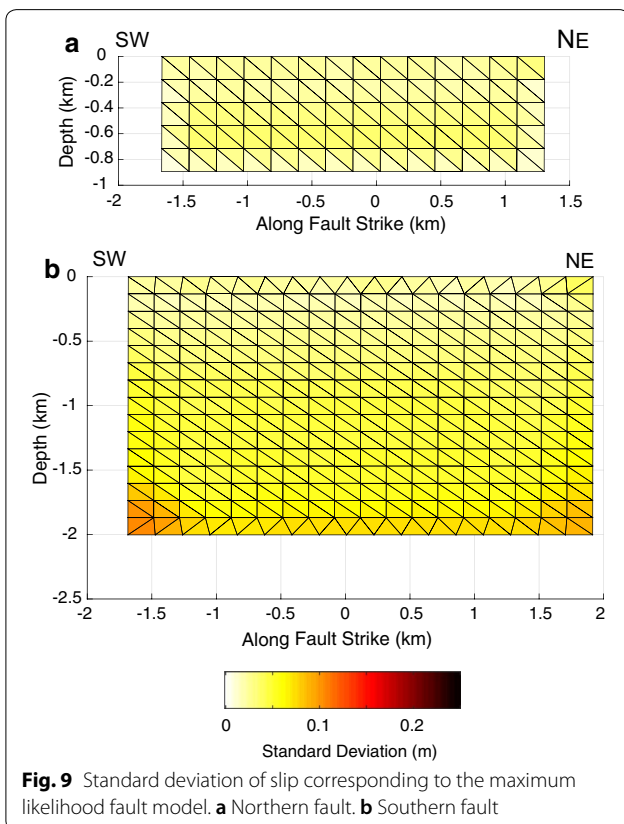 a SW NE
0
-0.2
-0.4
-0.6
-0.8
-1
Depth (km)
-2 -1.5 -1 -0.5 0 0.5 1 1.5
Along Fault Strike (km)
b SW NE
0
-0.5
-1
-1.5
-2
-2.5
Depth (km)
-2 -1.5 -1 -0.5 0 0.5 1 1.5 2
Along Fault Strike (km)
0 0.1 0.2
Standard Deviation (m)
Fig. 9 Standard deviation of slip corresponding to the maximum
likelihood fault model. a Northern fault. b Southern fault